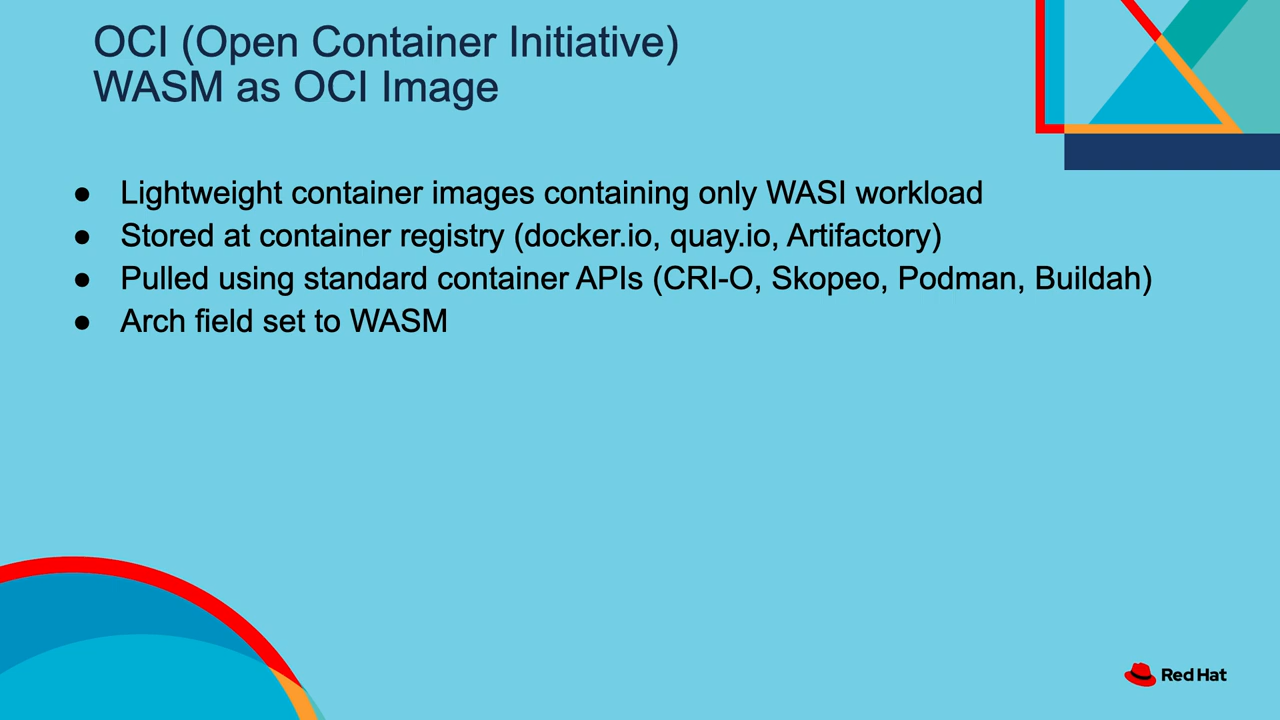 OCI (Open Container Initiative)
WASM as OCI Image
● Lightweight container images containing only WASI workload
● Stored at container registry (docker.io, quay.io, Artifactory)
● Pulled using standard container APIs (CRI-O, Skopeo, Podman, Buildah)
● Arch field set to WASM
Red Hat